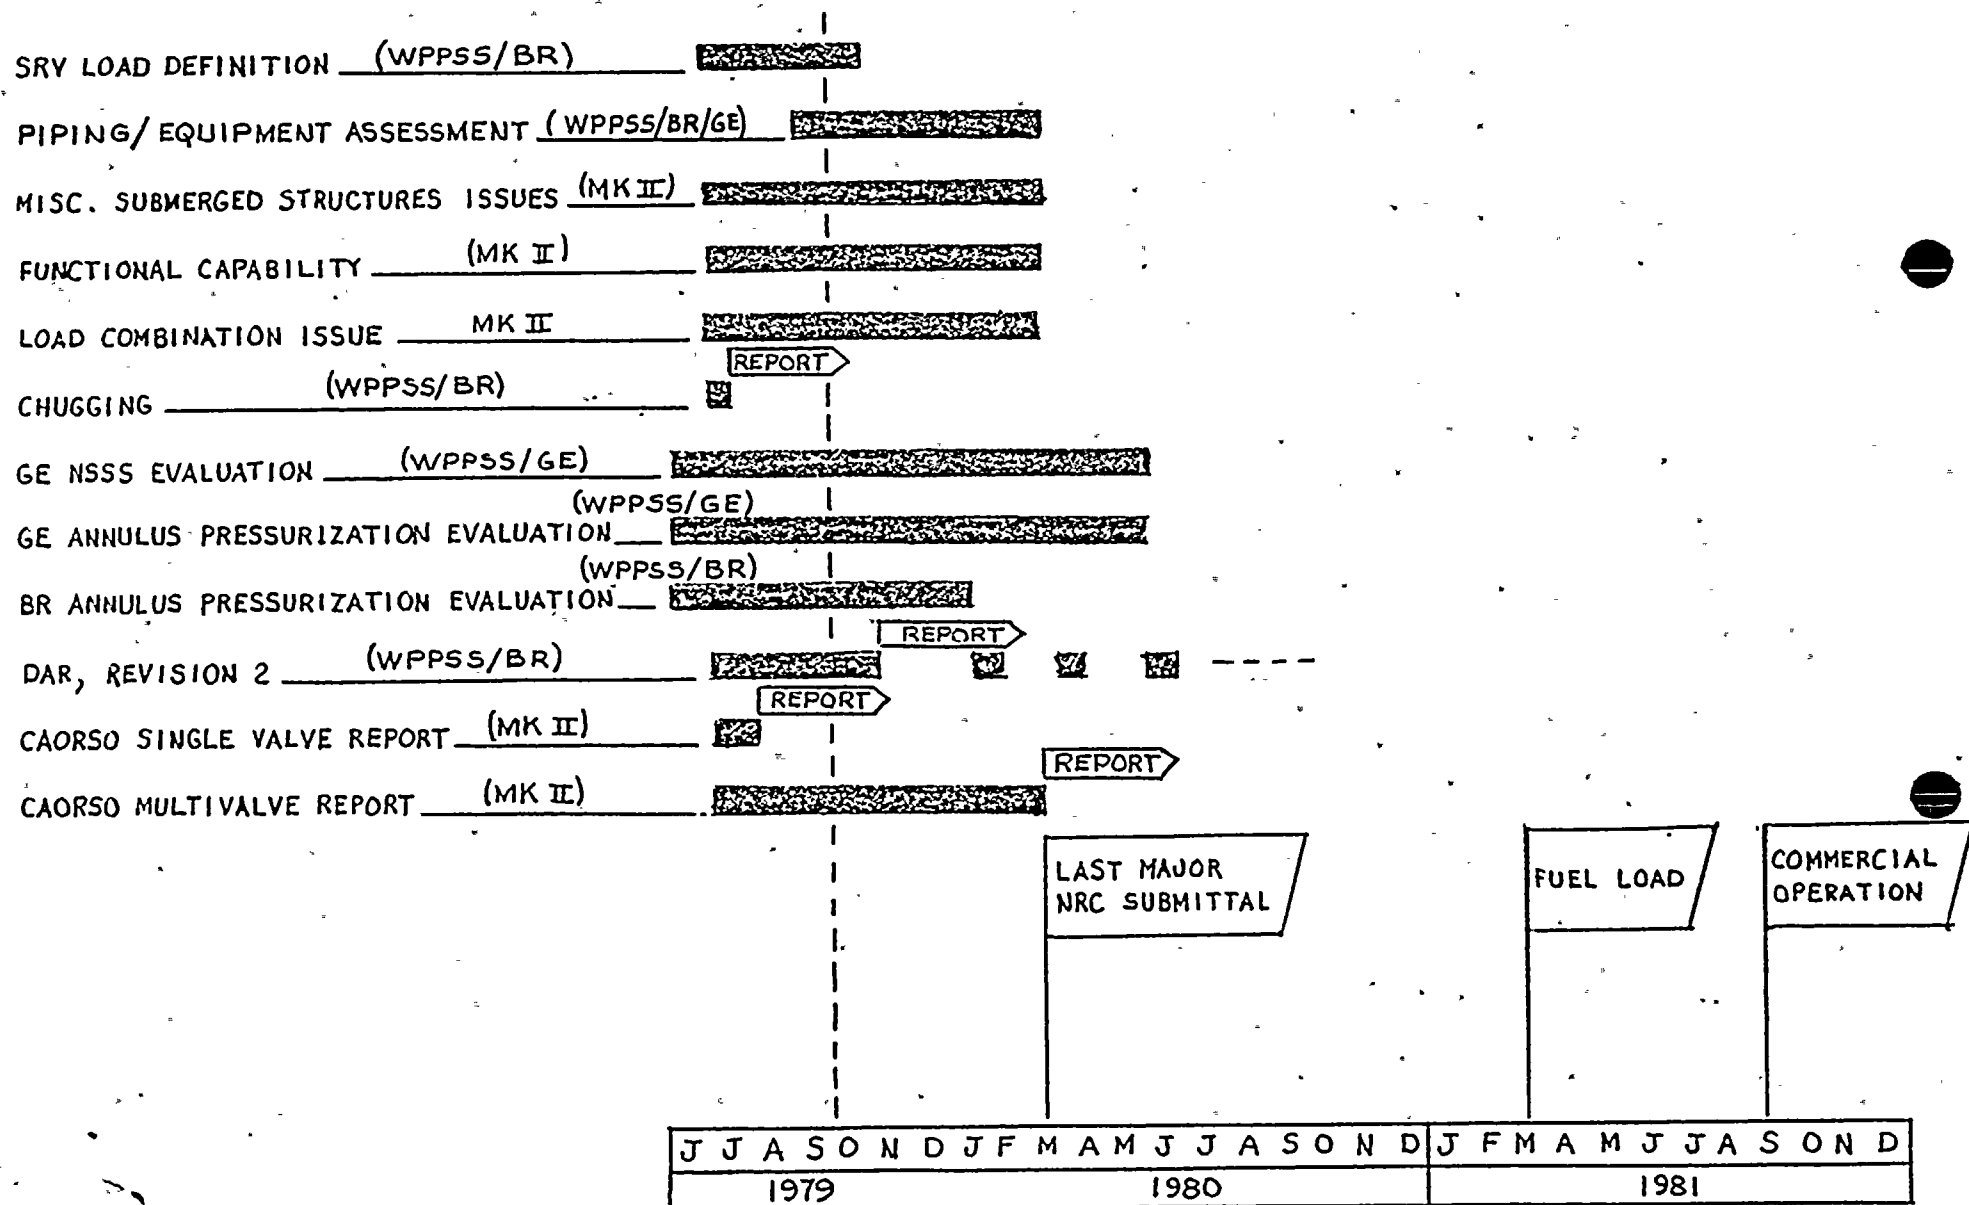 SRV LOAD DEFINITION (WPPSS/BR)
PIPING/EQUIPMENT ASSESSMENT (WPPSS/BR/GE)
MISC. SUBMERGED STRUCTURES ISSUES (MK II)
FUNCTIONAL CAPABILITY (MK II)
LOAD COMBINATION ISSUE MK II
REPORT
CHUGGING (WPPSS/BR)
GE NSSS EVALUATION (WPPSS/GE)
(WPPSS/GE)
GE ANNULUS PRESSURIZATION EVALUATION
(WPPSS/BR)
BR ANNULUS PRESSURIZATION EVALUATION
REPORT
DAR, REVISION 2 (WPPSS/BR)
REPORT
CAORSO SINGLE VALVE REPORT (MK II)
REPORT
CAORSO MULTIVALVE REPORT (MK II)
LAST MAJOR
NRC SUBMITTAL
FUEL LOAD
COMMERCIAL
OPERATION
J J A S O N D J F M A M J J A S O N D J F M A M J J A S O N D
1979 1980 1981